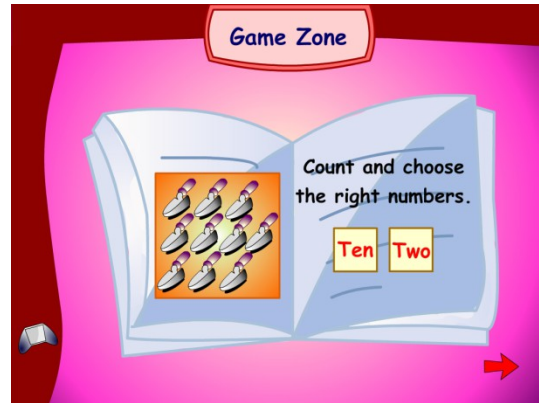 Game Zone
Count and choose
the right numbers.
Ten Two